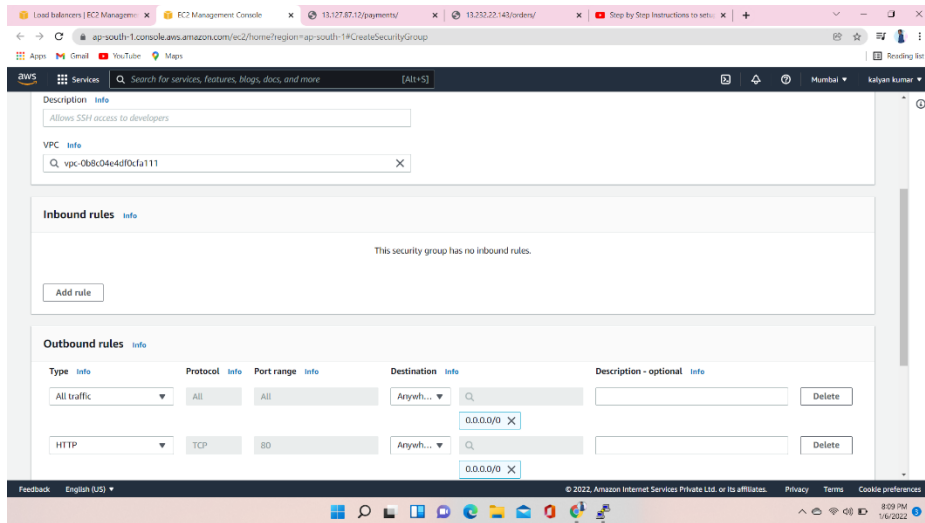 Load balancers | EC2 Managemen
EC2 Management Console
13.127.87.12/payments/
13.232.22.143/orders/
Step by Step Instructions to setu
ap-south-1.console.aws.amazon.com/ec2/home?region=ap-south-1#CreateSecurityGroup
Apps Gmail YouTube Maps Reading list
aws Services Search for services, features, blogs, docs, and more [Alt+S] Mumbai kalyan kumar
Description Info
Allows SSH access to developers
VPC Info
vpc-0b8c04e4df0cfa111
Inbound rules Info
This security group has no inbound rules.
Add rule
Outbound rules Info
Type Info Protocol Info Port range Info Destination Info Description - optional Info
All traffic All All Anywh... Delete
0.0.0.0/0
HTTP TCP 80 Anywh... Delete
0.0.0.0/0
Feedback English (US) © 2022, Amazon Internet Services Private Ltd. or its affiliates. Privacy Terms Cookie preferences
8:09 PM
1/6/2022